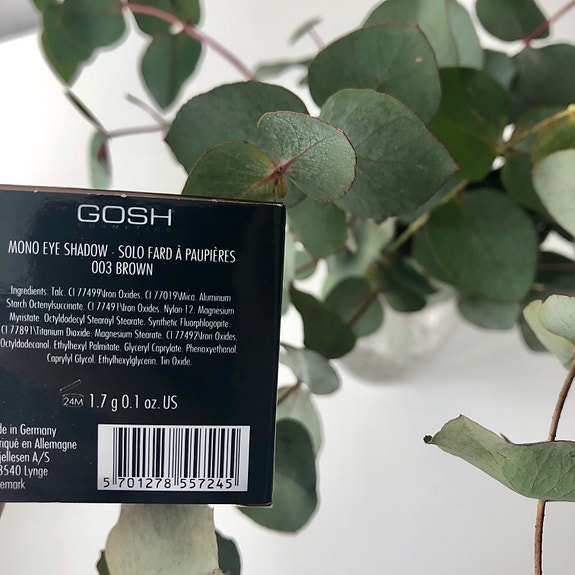 GOSH
COSMETICS
MONO EYE SHADOW - SOLO FARD À PAUPIÈRES
003 BROWN
Ingredients: Talc. CI 77499\Iron Oxides. CI 77019\Mica. Aluminum
Starch Octenylsuccinate. CI 77491\Iron Oxides. Nylon 12. Magnesium
Myristate. Octyldodecyl Stearoyl Stearate. Synthetic Fluorphlogopite.
CI 77891\Titanium Dioxide. Magnesium Stearate. CI 77492\Iron Oxides.
Octyldodecanol. Ethylhexyl Palmitate. Glyceryl Caprylate. Phenoxyethanol.
Caprylyl Glycol. Ethylhexylglycerin. Tin Oxide.
24M 1.7 g 0.1 oz. US
de in Germany
riqué en Allemagne
jellesen A/S
3540 Lynge
emark
5 701278 557245